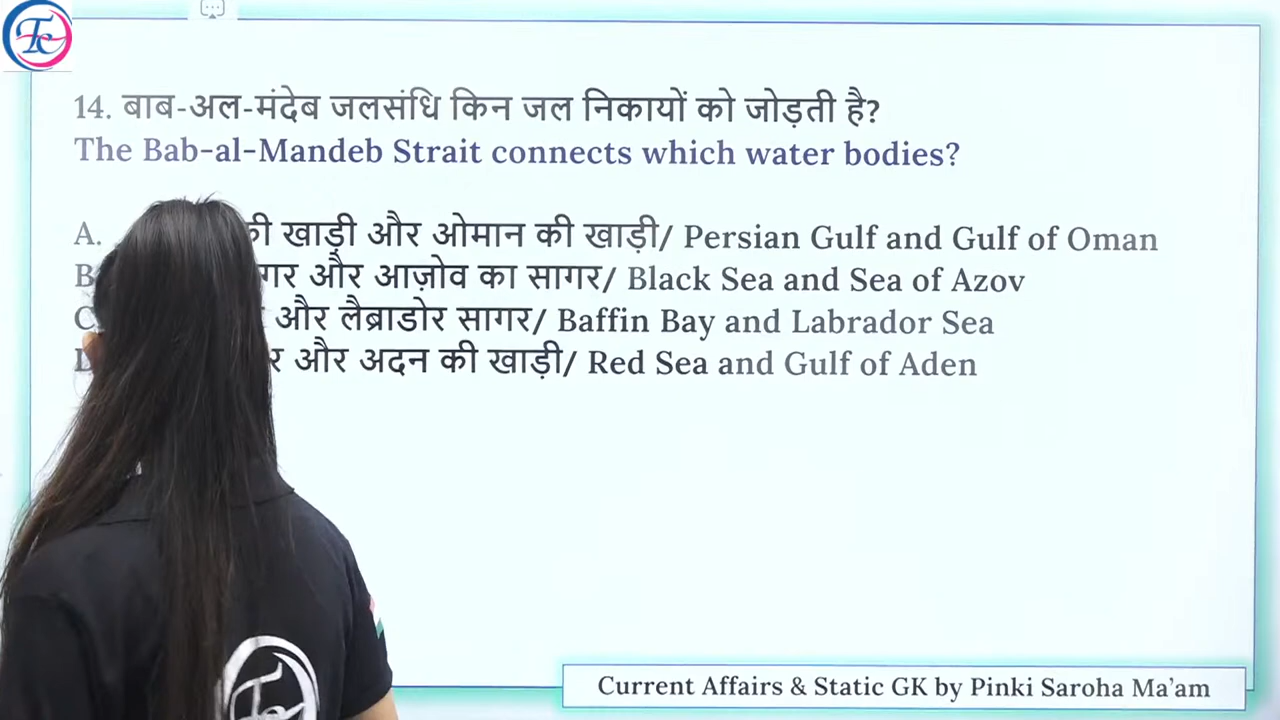 14. बाब-अल-मंदेब जलसंधि किन जल निकायों को जोड़ती है?
The Bab-al-Mandeb Strait connects which water bodies?
A. की खाड़ी और ओमान की खाड़ी/ Persian Gulf and Gulf of Oman
B और आज़ोव का सागर/ Black Sea and Sea of Azov
C और लैब्राडोर सागर/ Baffin Bay and Labrador Sea
और अदन की खाड़ी/ Red Sea and Gulf of Aden
Current Affairs & Static GK by Pinki Saroha Ma'am